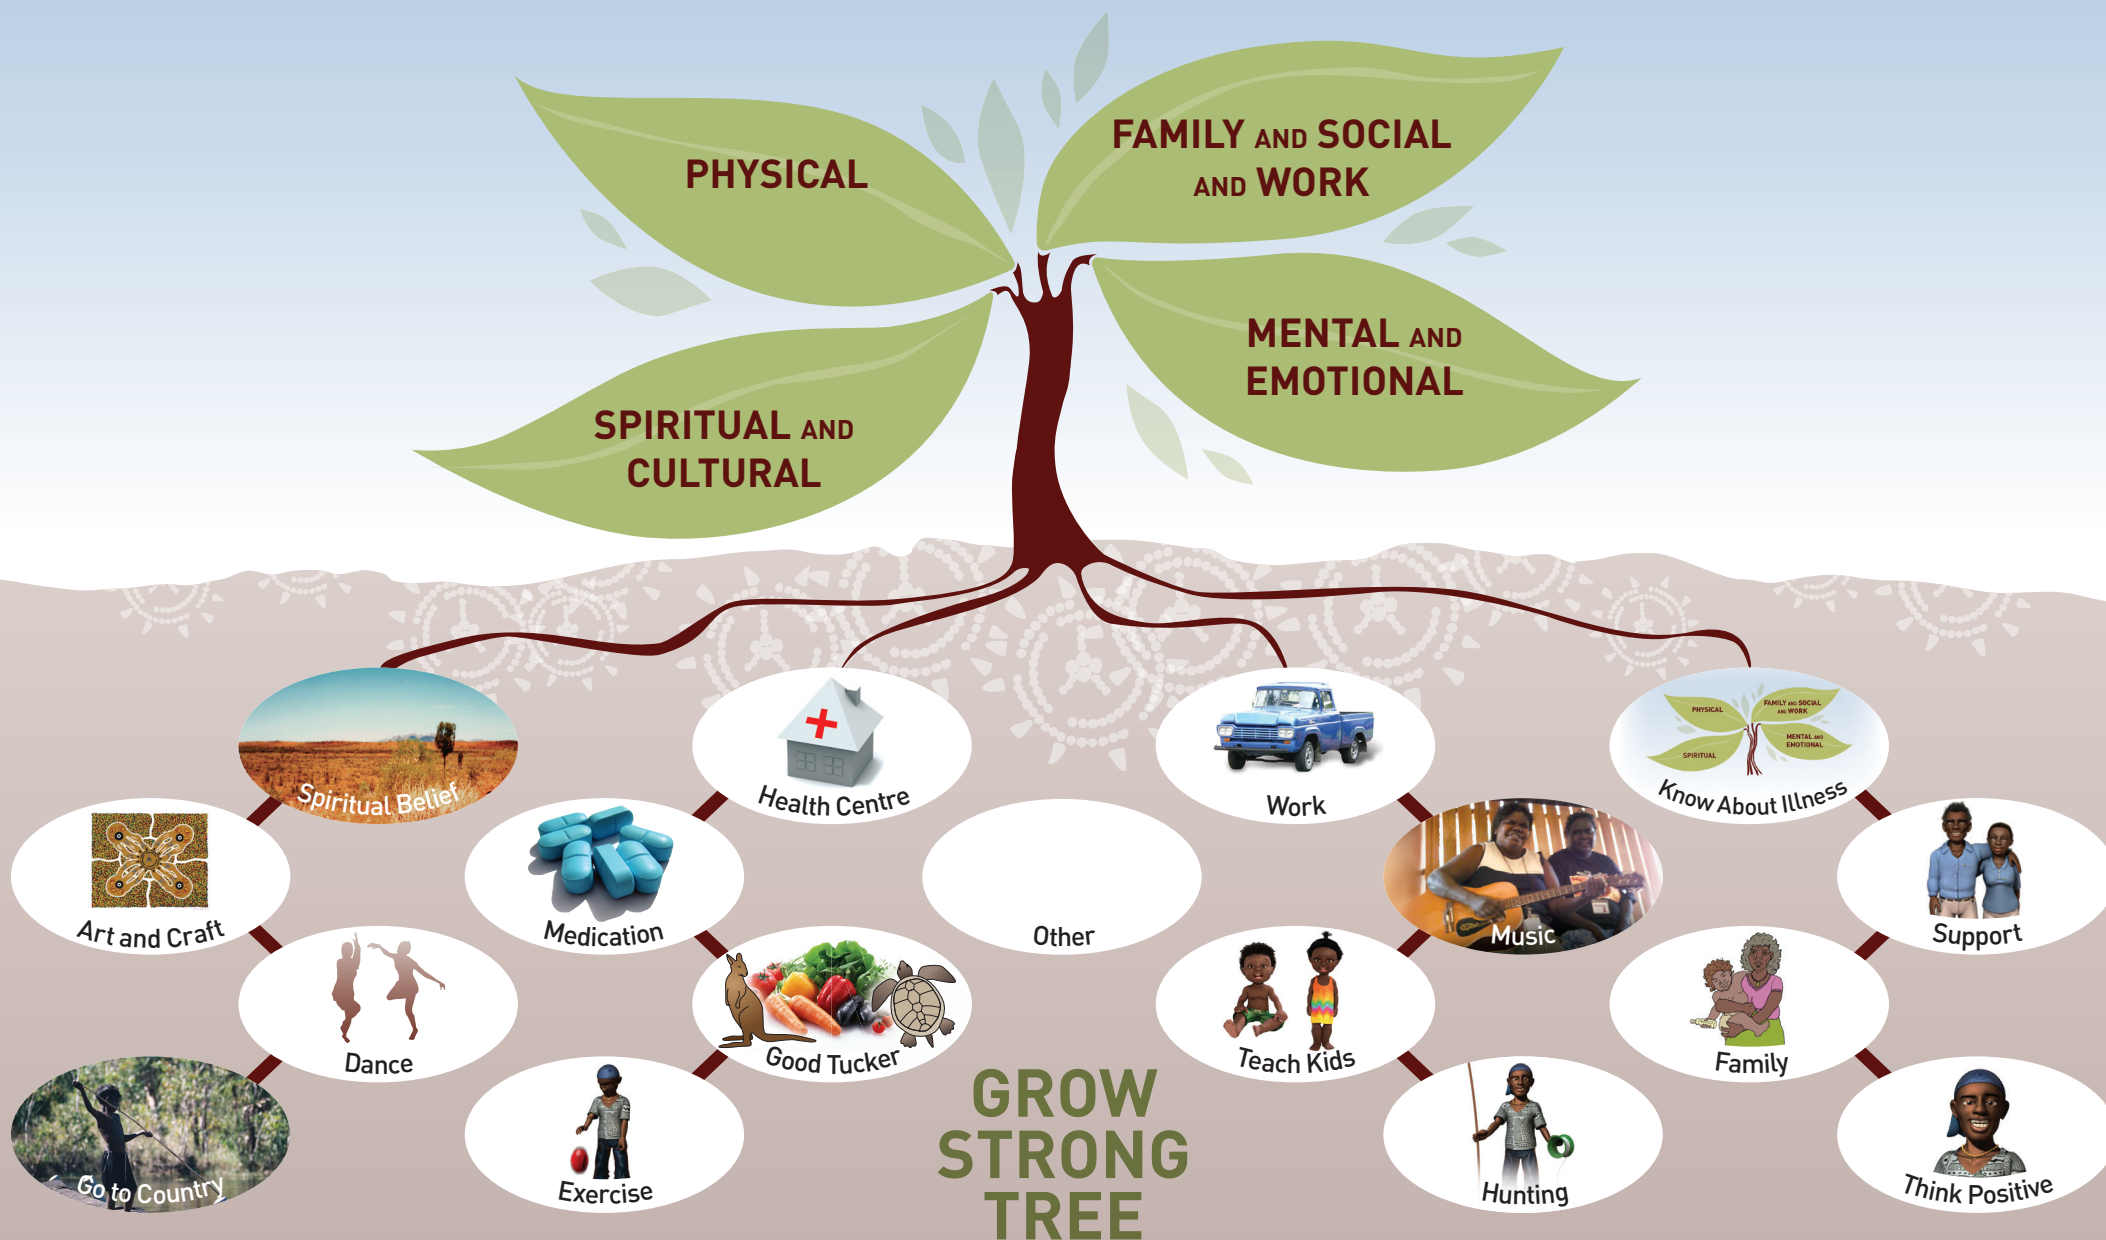 PHYSICAL
FAMILY AND SOCIAL
AND WORK
SPIRITUAL AND
CULTURAL
MENTAL AND
EMOTIONAL
Spiritual Belief
Health Centre
Work
PHYSICAL
FAMILY AND SOCIAL
AND WORK
SPIRITUAL
MENTAL AND
EMOTIONAL
Know About Illness
Art and Craft
Medication
Other
Music
Support
Dance
Good Tucker
Teach Kids
Family
Go to Country
Exercise
GROW
STRONG
TREE
Hunting
Think Positive